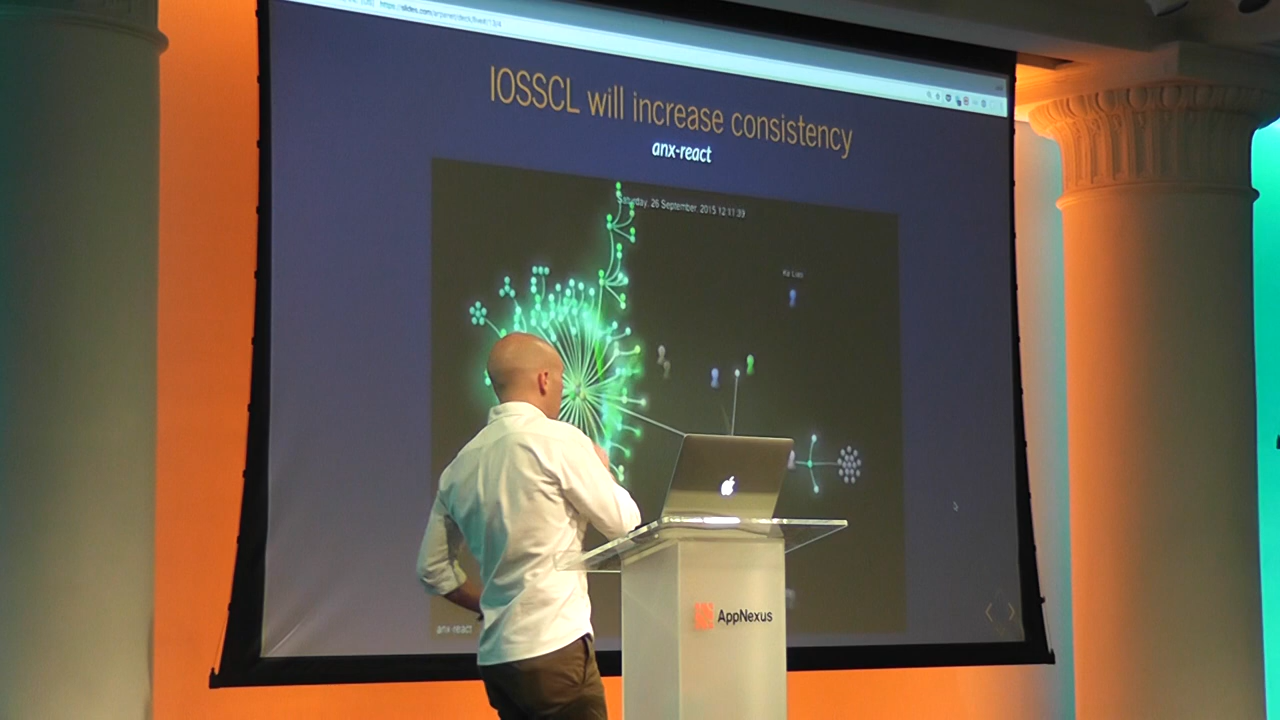 IOSSCL will increase consistency
anx-react
Saturday, 26 September, 2015 12:11:39
anx-react
AppNexus